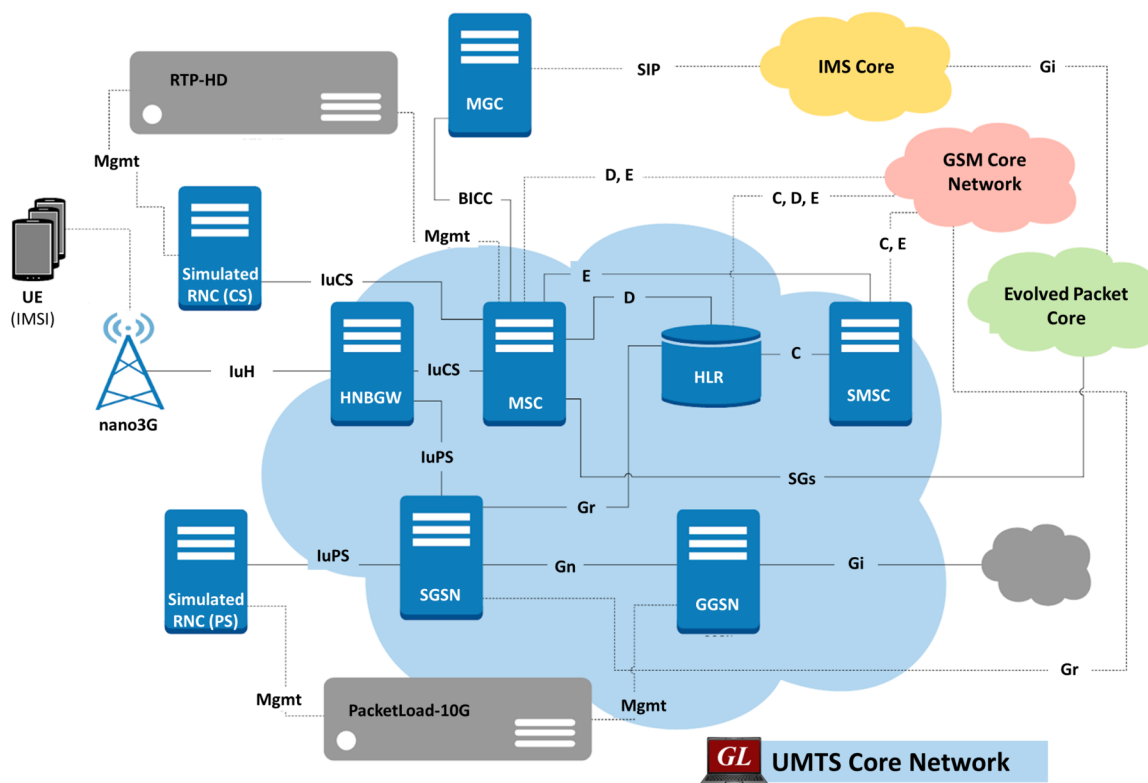 RTP-HD
MGC
SIP
IMS Core
Gi
Mgmt
GSM Core
Network
D, E
C, D, E
BICC
Mgmt
C, E
Simulated
RNC (CS)
IuCS
E
D
UE
(IMSI)
Evolved Packet
Core
IuH
IuCS
C
HNBGW
MSC
HLR
SMSC
nano3G
IuPS
SGs
Gr
IuPS
Gn
Gi
Simulated
RNC (PS)
SGSN
GGSN
Gr
Mgmt
PacketLoad-10G
Mgmt
GL
UMTS Core Network